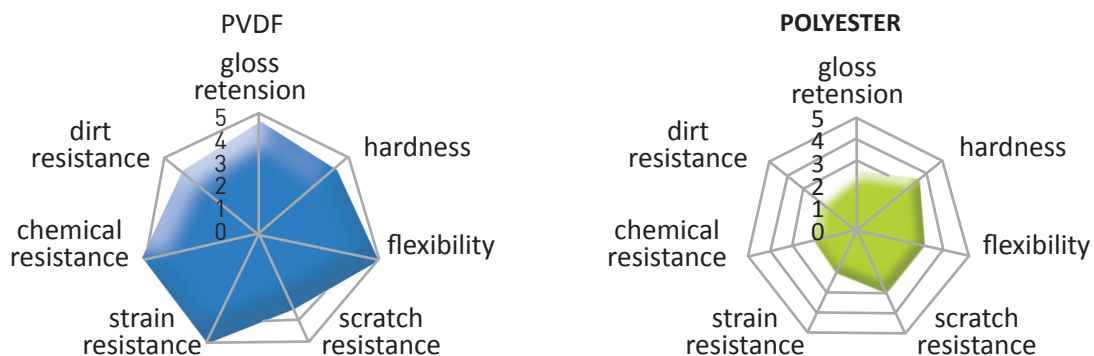 PVDF
gloss
retension
5
4
3
2
1
0
dirt
resistance
hardness
chemical
resistance
flexibility
strain
resistance
scratch
resistance
POLYESTER
gloss
retension
5
4
3
2
1
0
dirt
resistance
hardness
chemical
resistance
flexibility
strain
resistance
scratch
resistance